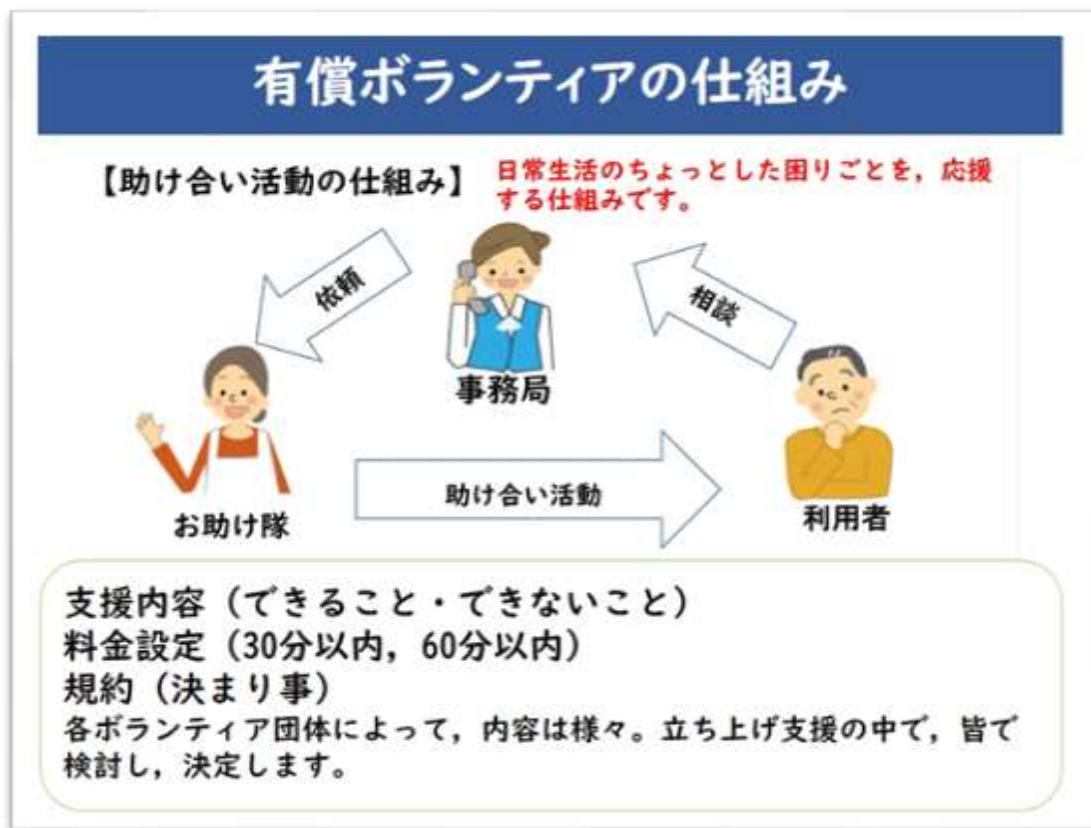 有償ボランティアの仕組み
【助け合い活動の仕組み】
日常生活のちょっとした困りごとを，応援
する仕組みです。
依頼
相談
事務局
お助け隊
助け合い活動
利用者
支援内容（できること・できないこと）
料金設定（30分以内，60分以内）
規約（決まり事）
各ボランティア団体によって，内容は様々。立ち上げ支援の中で，皆で
検討し，決定します。